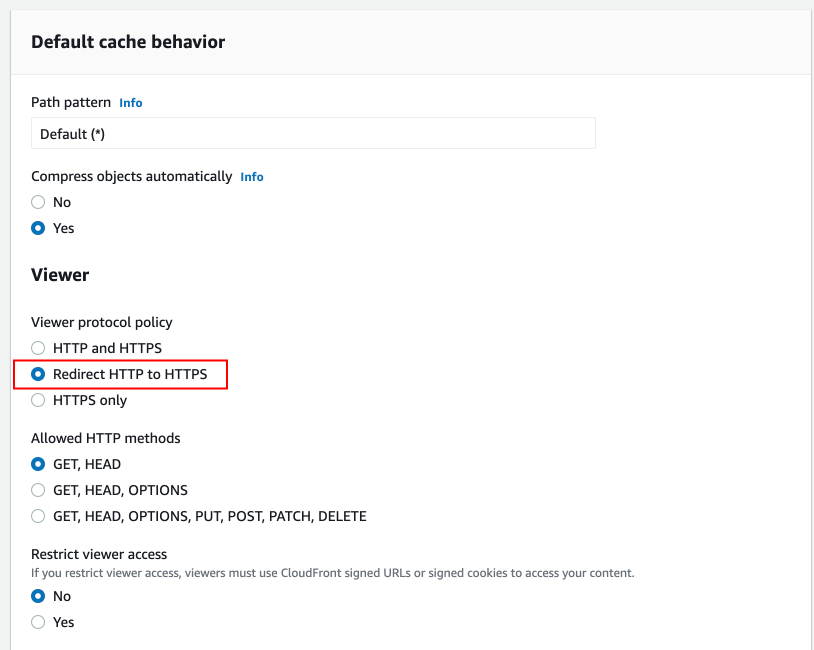 Default cache behavior
Path pattern Info
Default (*)
Compress objects automatically Info
No
Yes
Viewer
Viewer protocol policy
HTTP and HTTPS
Redirect HTTP to HTTPS
HTTPS only
Allowed HTTP methods
GET, HEAD
GET, HEAD, OPTIONS
GET, HEAD, OPTIONS, PUT, POST, PATCH, DELETE
Restrict viewer access
If you restrict viewer access, viewers must use CloudFront signed URLs or signed cookies to access your content.
No
Yes